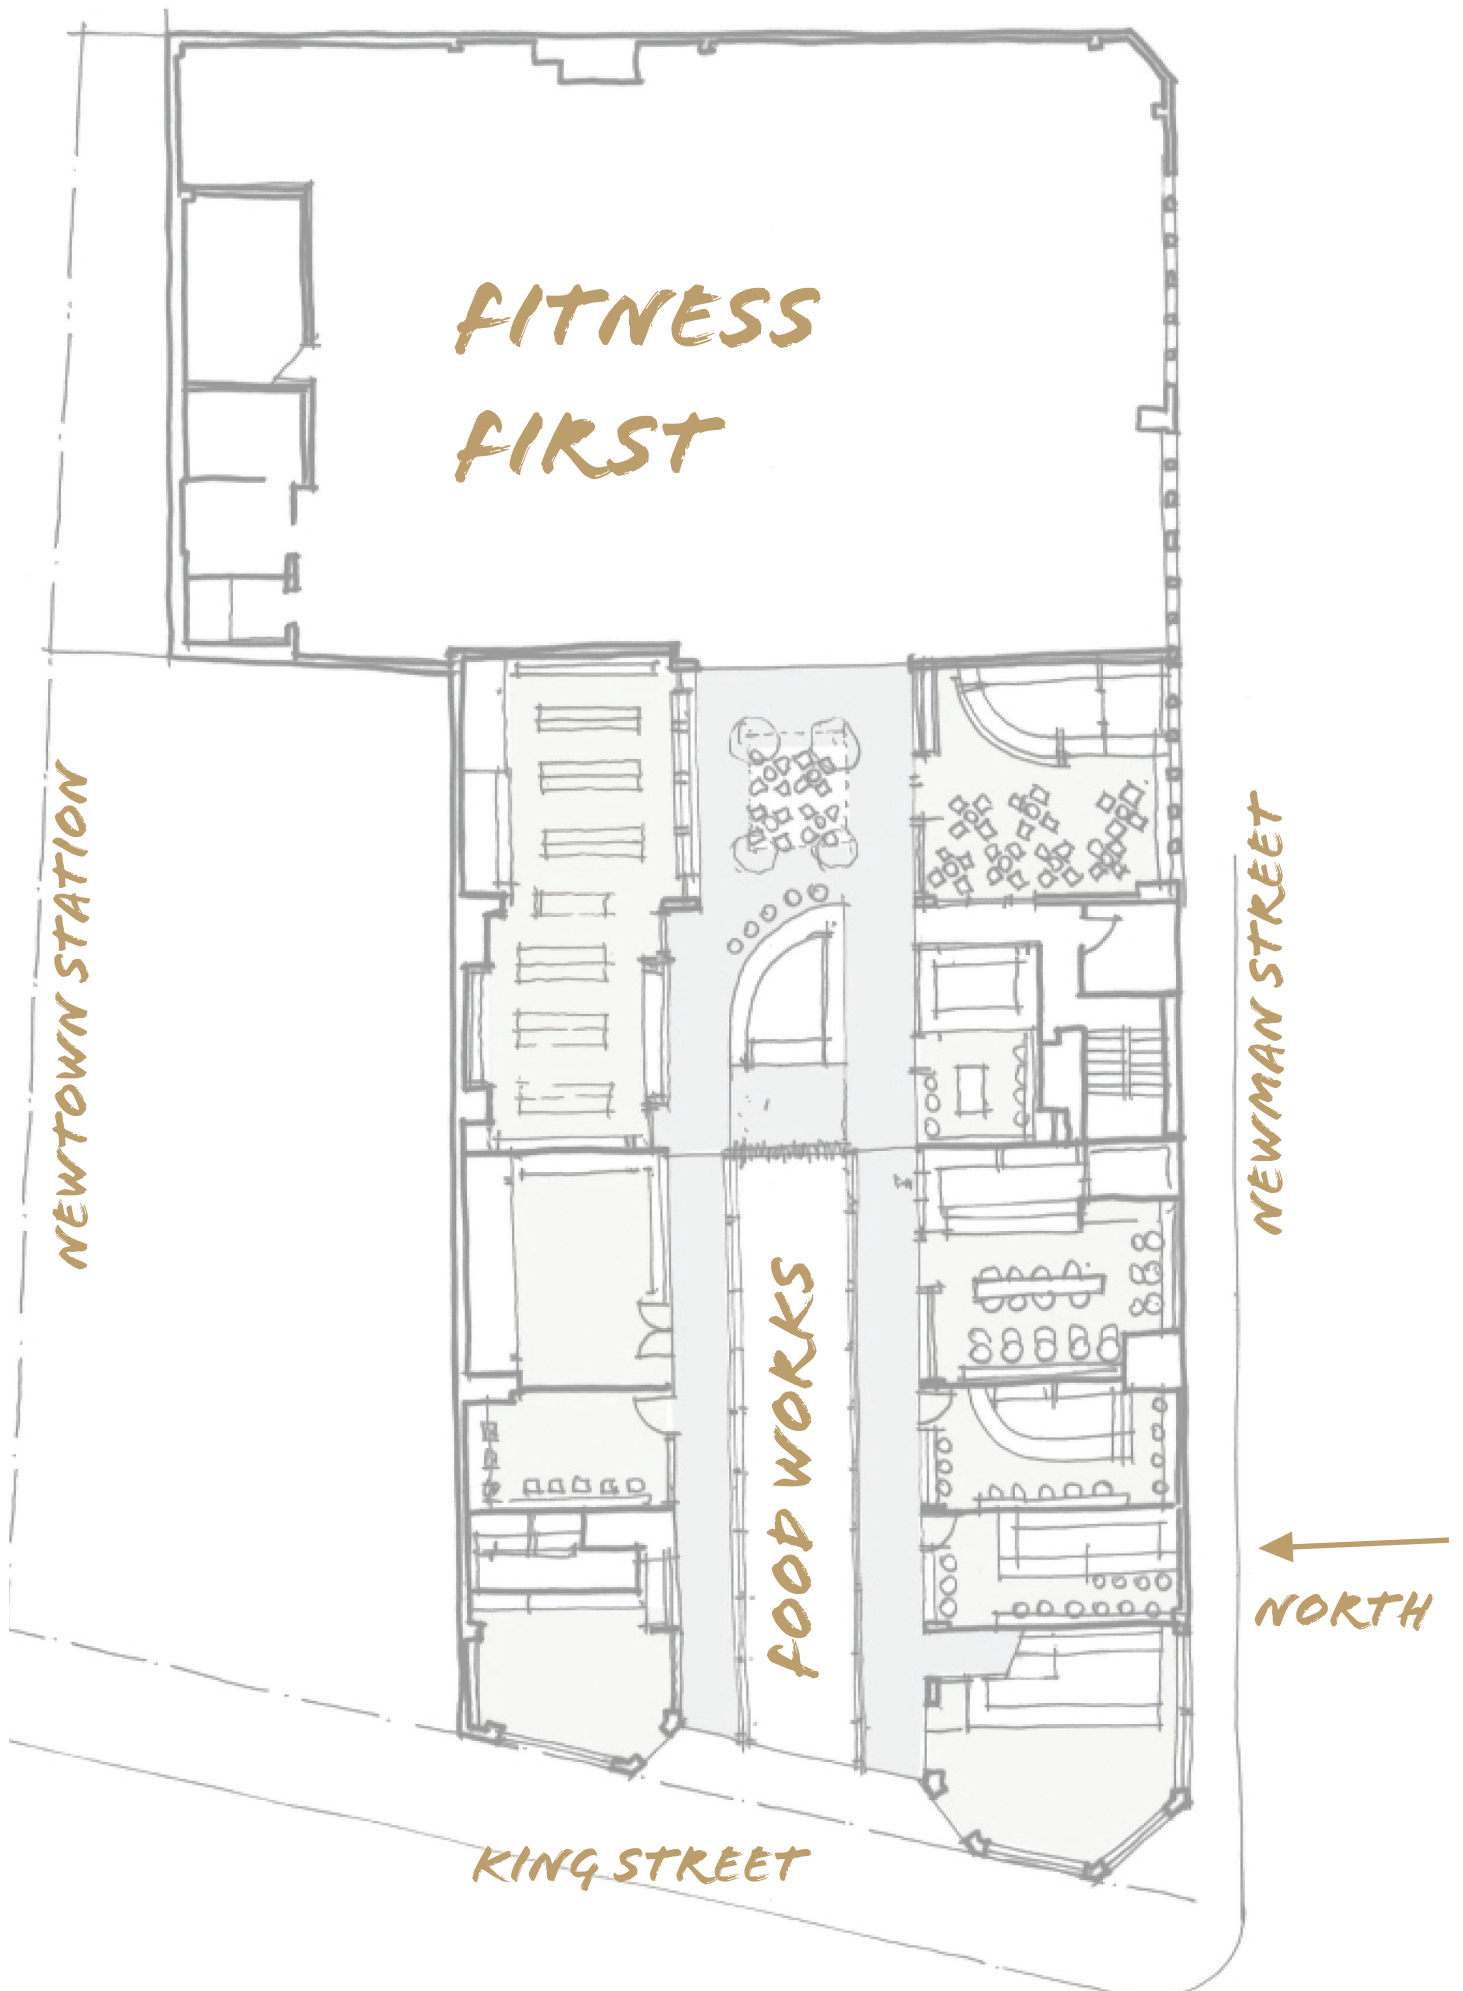 FITNESS
FIRST
NEWTOWN STATION
NEWMAN STREET
FOOD WORKS
NORTH
KING STREET